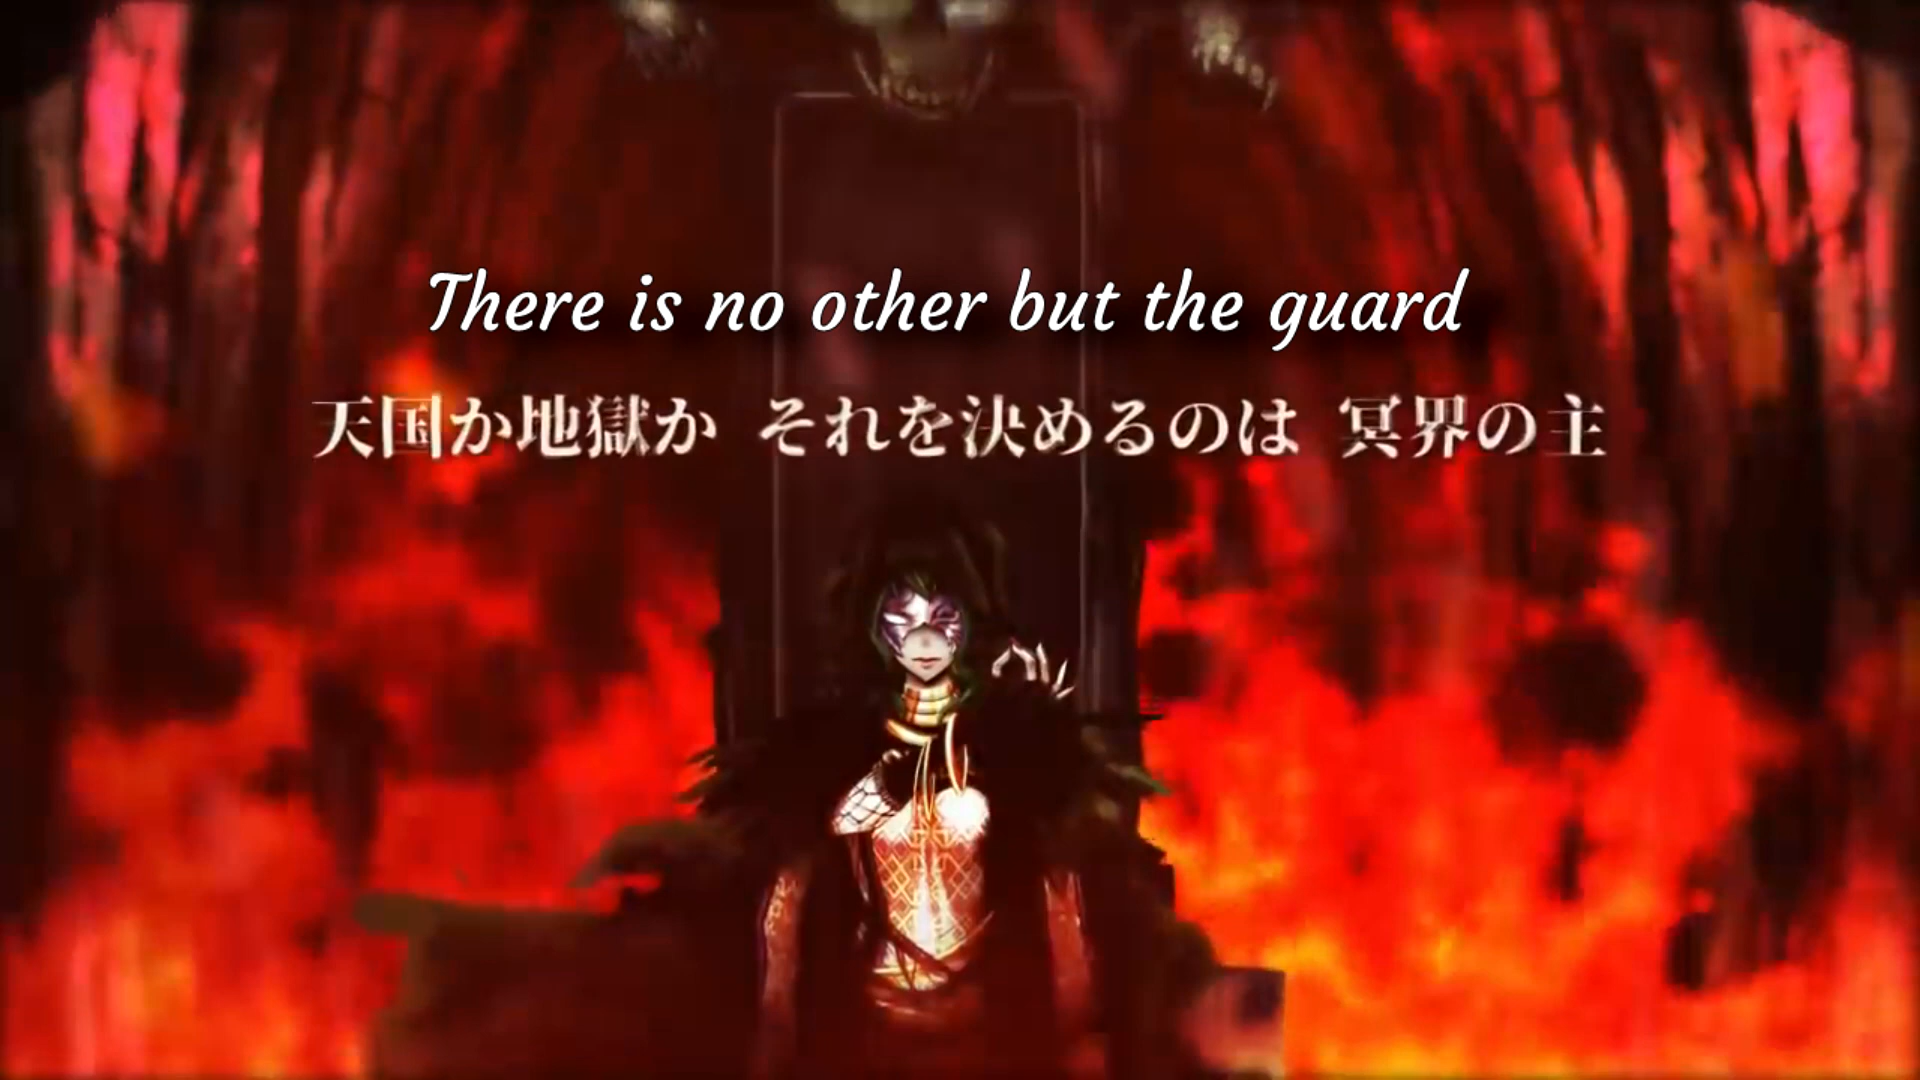 There is no other but the guard
天国か地獄か それを決めるのは 冥界の主